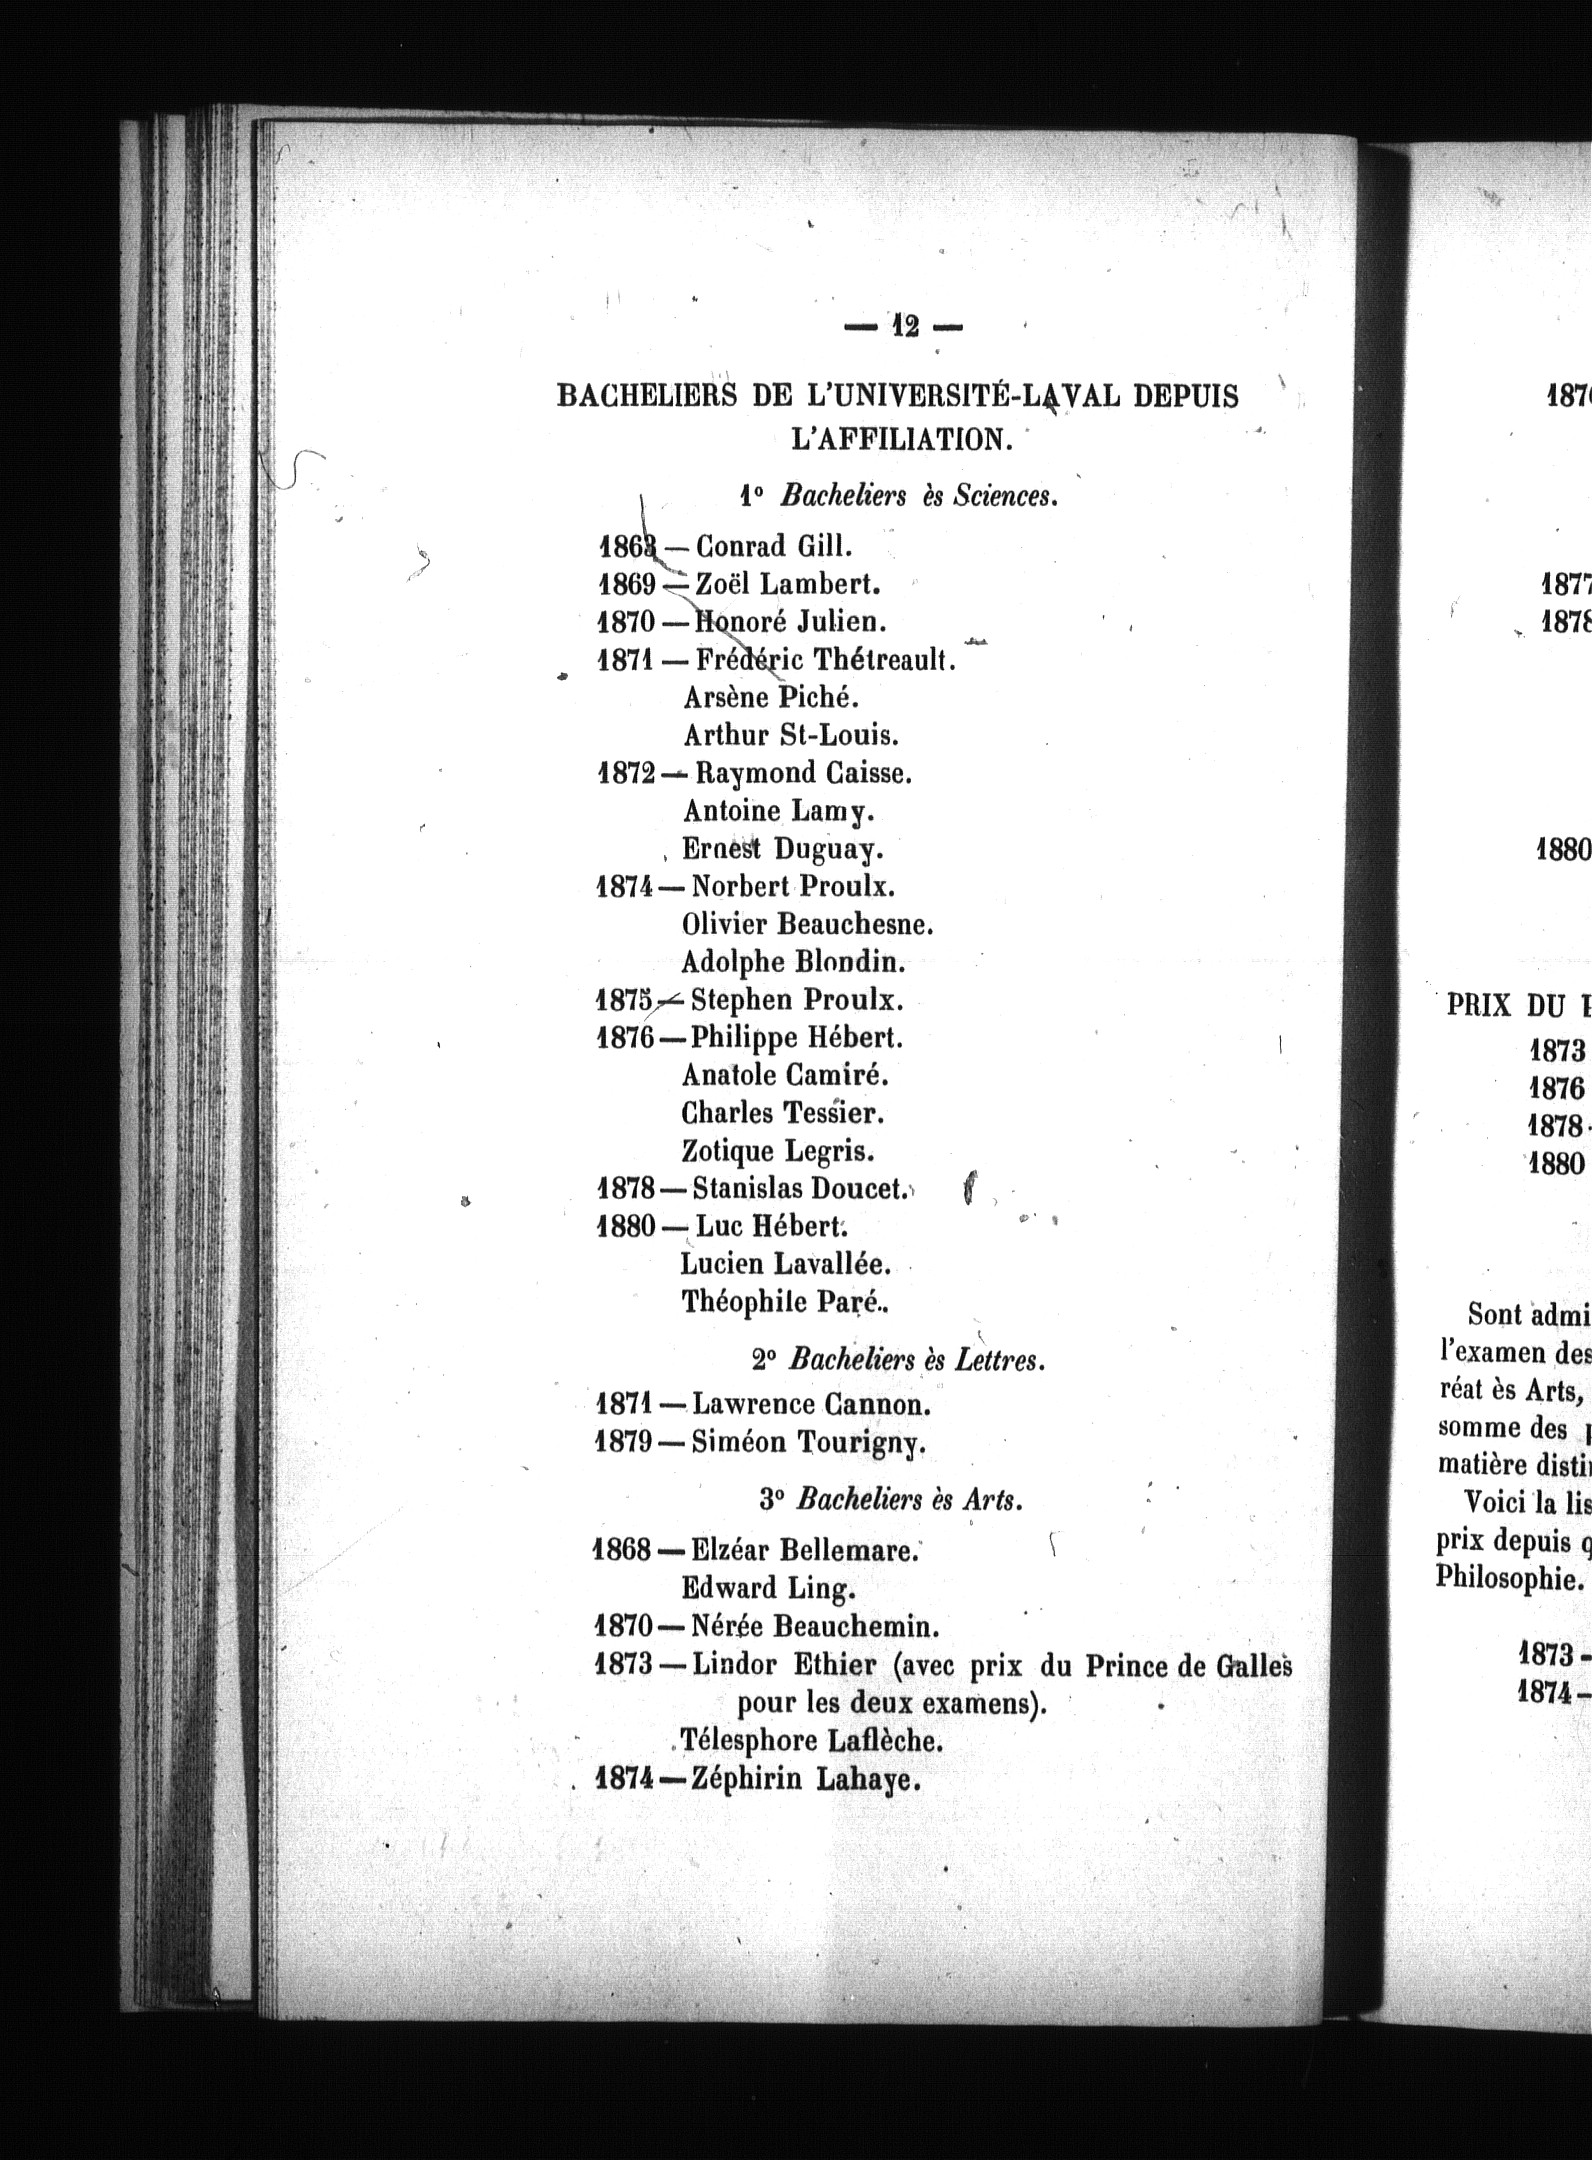 — 12 —
BACHELIERS DE L'UNIVERSITÉ-LAVAL DEPUIS
L'AFFILIATION.
1º Bacheliers ès Sciences.
1863 — Conrad Gill.
1869 — Zoël Lambert.
1870 — Honoré Julien.
1871 — Frédéric Thétreault.
Arsène Piché.
Arthur St-Louis.
1872 — Raymond Caisse.
Antoine Lamy.
Ernest Duguay.
1874 — Norbert Proulx.
Olivier Beauchesne.
Adolphe Blondin.
1875 — Stephen Proulx.
1876 — Philippe Hébert.
Anatole Camiré.
Charles Tessier.
Zotique Legris.
1878 — Stanislas Doucet.
1880 — Luc Hébert.
Lucien Lavallée.
Théophile Paré.
2º Bacheliers ès Lettres.
1871 — Lawrence Cannon.
1879 — Siméon Tourigny.
3º Bacheliers ès Arts.
1868 — Elzéar Bellemare.
Edward Ling.
1870 — Nérée Beauchemin.
1873 — Lindor Ethier (avec prix du Prince de Galles
pour les deux examens).
Télesphore Laflèche.
1874 — Zéphirin Lahaye.
1877
1880
PRIX DU
1873
1876
1878
1880
Sont
l'examen des
réat ès Arts,
somme des
matière
Voici la
prix depuis
Philosophie.
1873 -
1874 —